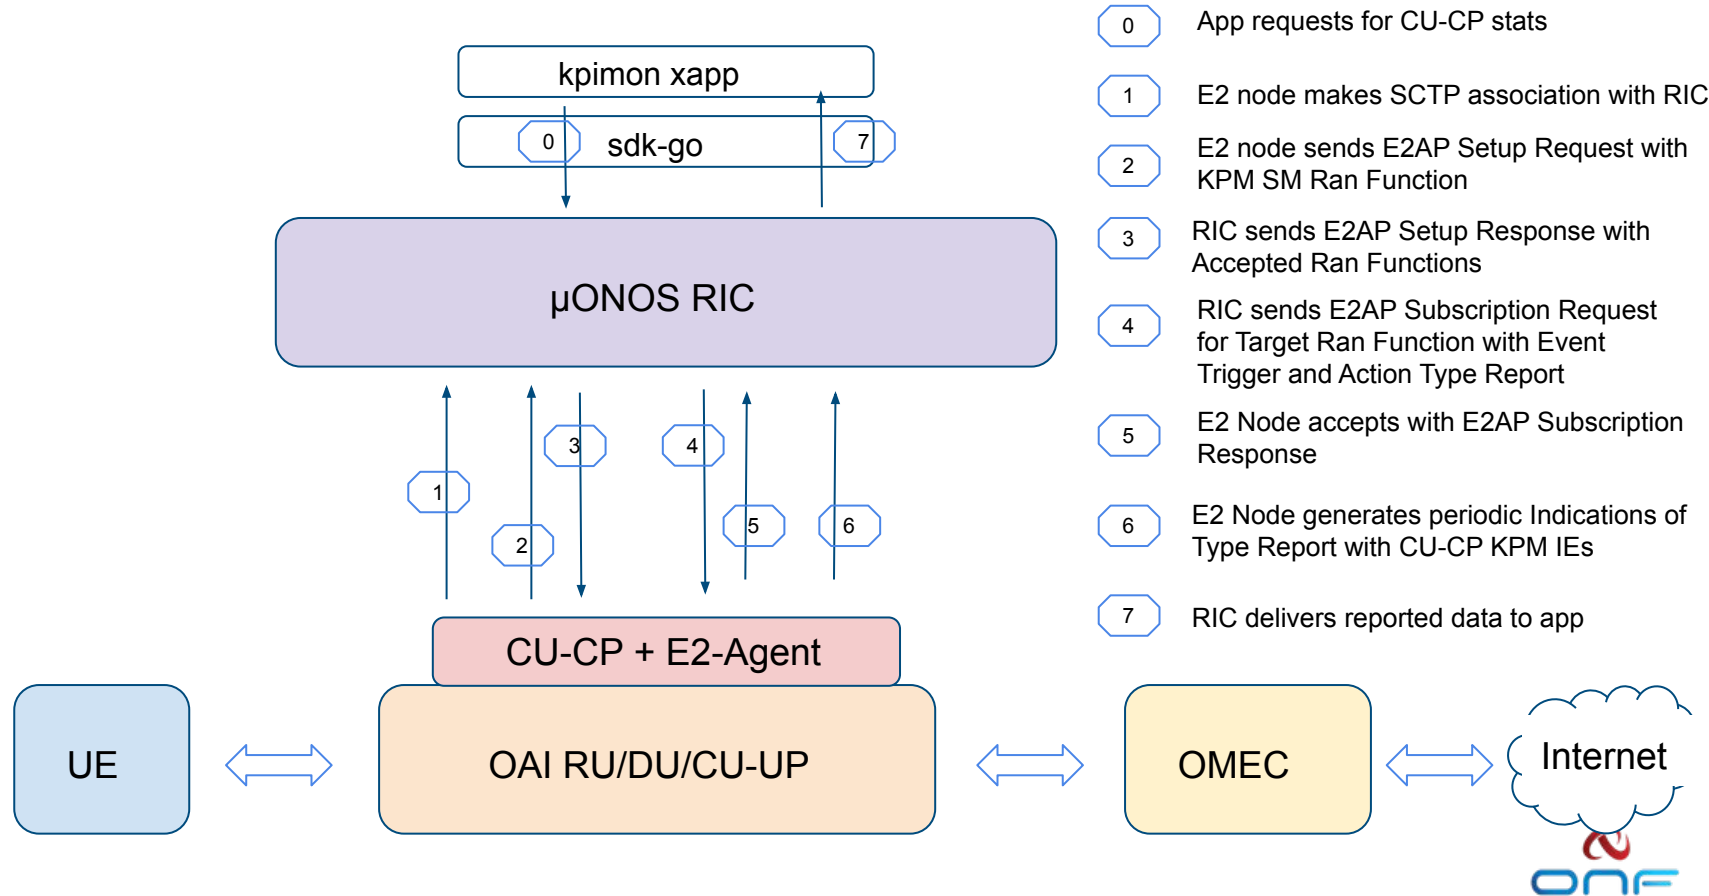 kpimon xapp
0
sdk-go
7
µONOS RIC
1
2
3
4
5
6
CU-CP + E2-Agent
UE
OAI RU/DU/CU-UP
OMEC
Internet
0
App requests for CU-CP stats
1
E2 node makes SCTP association with RIC
2
E2 node sends E2AP Setup Request with
KPM SM Ran Function
3
RIC sends E2AP Setup Response with
Accepted Ran Functions
4
RIC sends E2AP Subscription Request
for Target Ran Function with Event
Trigger and Action Type Report
5
E2 Node accepts with E2AP Subscription
Response
6
E2 Node generates periodic Indications of
Type Report with CU-CP KPM IEs
7
RIC delivers reported data to app
ONF